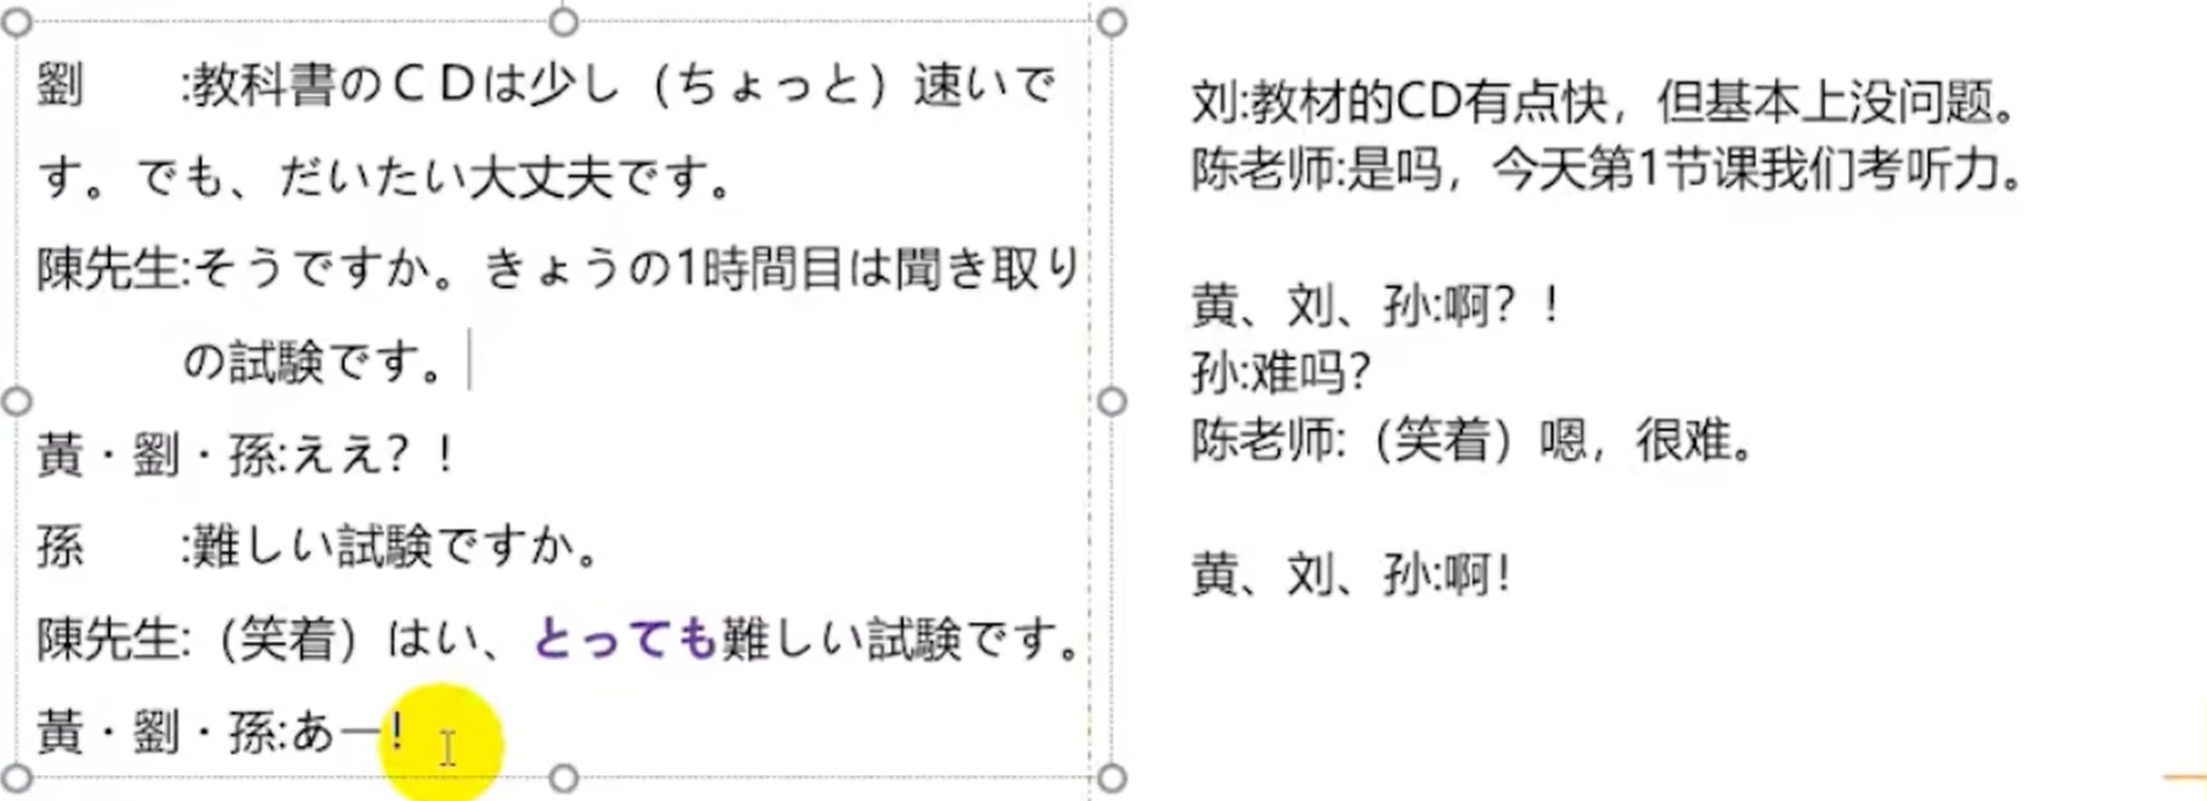 劉　　:教科書のＣＤは少し（ちょっと）速いで
す。でも、だいたい大丈夫です。
陳先生:そうですか。きょうの1時間目は聞き取り
の試験です。
黃・劉・孫:ええ？！
孫　　:難しい試験ですか。
陳先生:（笑着）はい、とっても難しい試験です。
黃・劉・孫:あー！
刘:教材的CD有点快，但基本上没问题。
陈老师:是吗，今天第1节课我们考听力。
黄、刘、孙:啊？！
孙:难吗？
陈老师:（笑着）嗯，很难。
黄、刘、孙:啊！